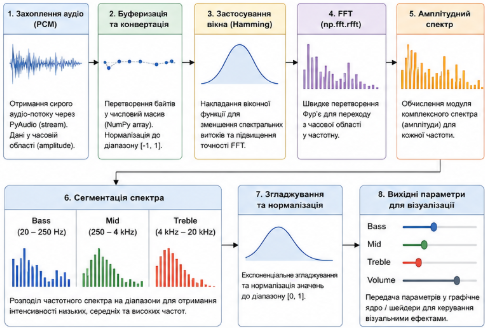 1. Захоплення аудіо
(PCM)
Отримання сирого
аудіо-потоку через
PyAudio (stream).
Дані у часовій
області (amplitude).
2. Буферизація
та конвертація
Перетворення байтів
у числовий масив
(NumPy array).
Нормалізація до
діапазону [-1, 1].
3. Застосування
вікна (Hamming)
Накладання віконної
функції для
зменшення спектральних
витоків та підвищення
точності FFT.
4. FFT
(np.fft.rfft)
Швидке перетворення
Фур'є для переходу
з часової області
у частотну.
5. Амплітудний
спектр
Обчислення модуля
комплексного спектра
(амплітуди) для
кожної частоти.
6. Сегментація спектра
Bass
(20 – 250 Hz)
Mid
(250 – 4 kHz)
Treble
(4 kHz – 20 kHz)
Розподіл частотного спектра на діапазони для отримання
інтенсивності низьких, середніх та високих частот.
7. Згладжування
та нормалізація
Експоненціальне згладжування
та нормалізація значень
до діапазону [0, 1].
8. Вихідні параметри
для візуалізації
Bass
Mid
Treble
Volume
Передача параметрів у графічне
ядро / шейдери для керування
візуальними ефектами.